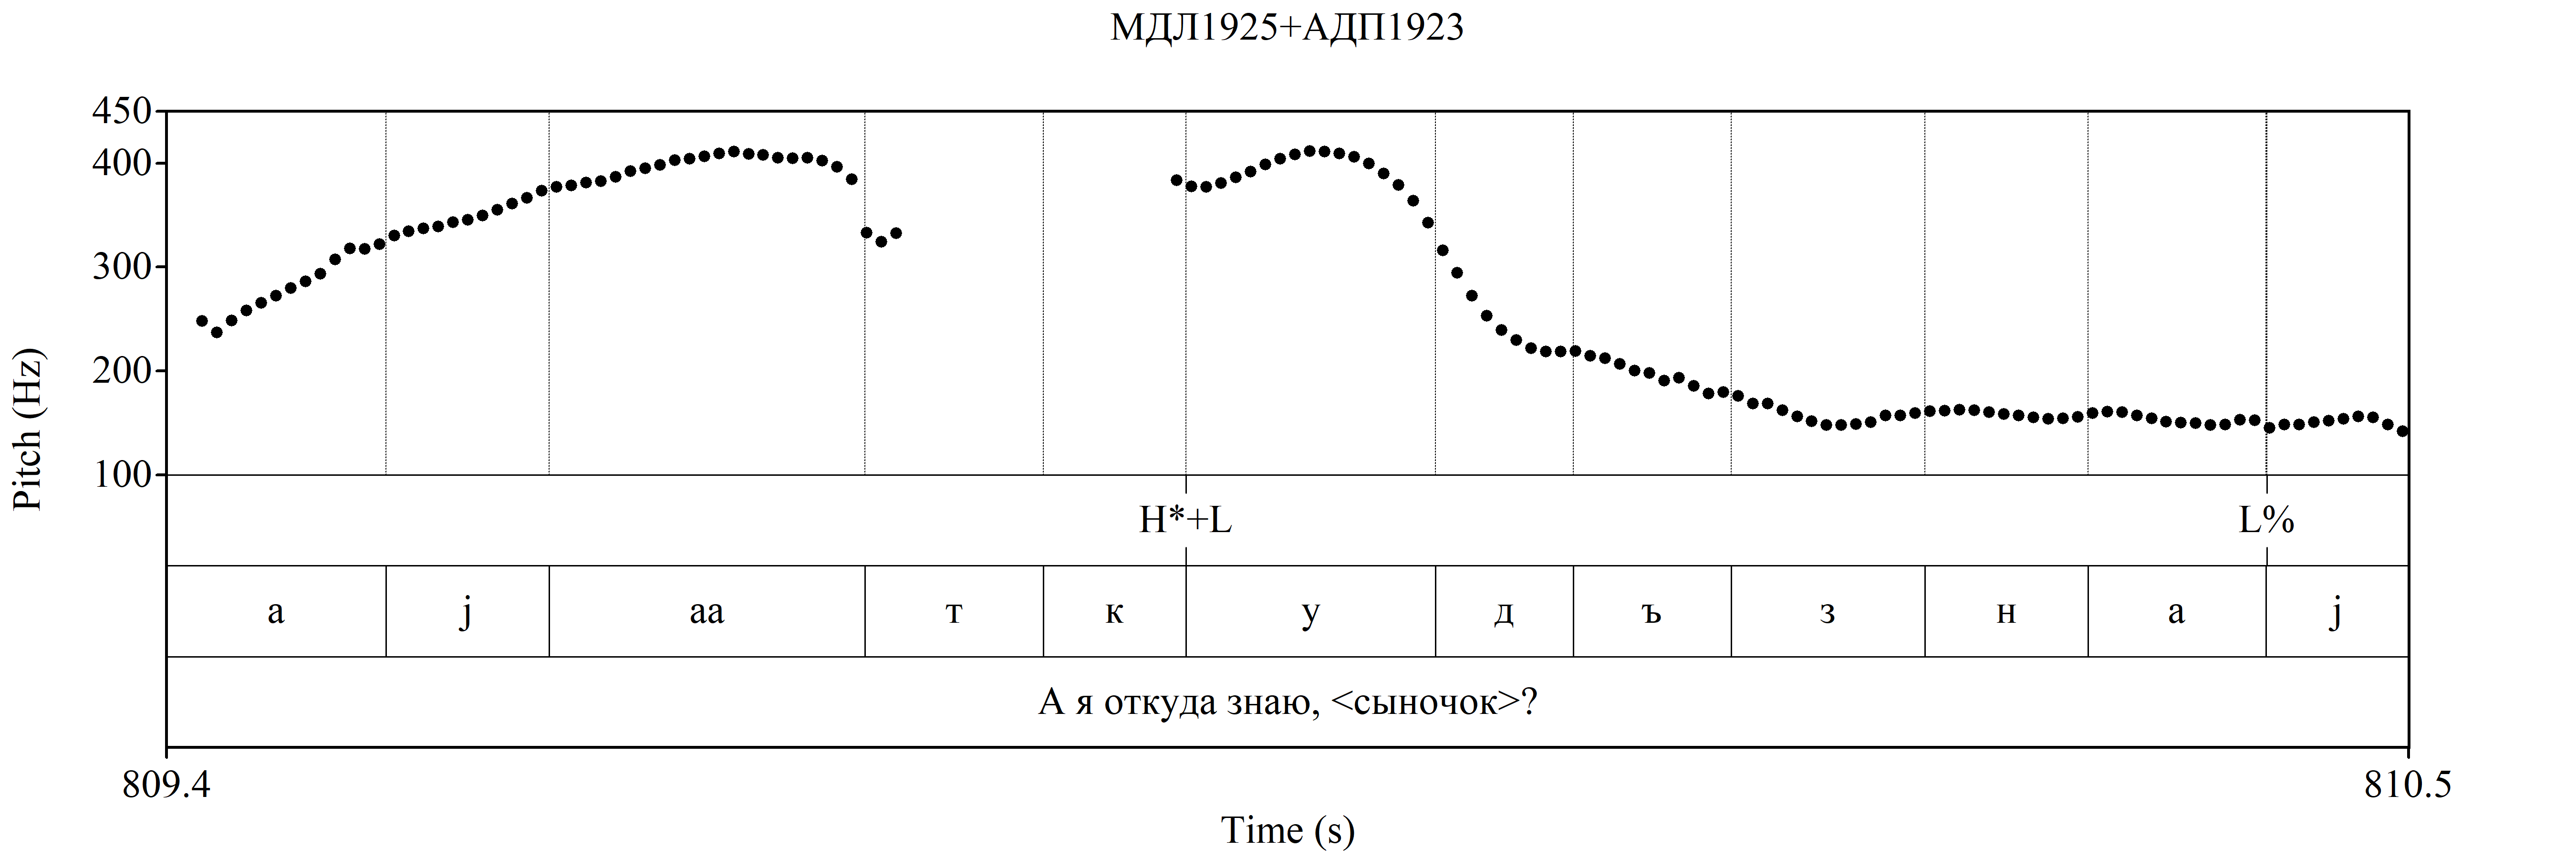 МДЛ1925+АДП1923
450
400
300
200
100
Pitch (Hz)
H*+L L%
а ј аа т к у д ъ з н а ј
А я откуда знаю, <сыночок>?
809.4 810.5
Time (s)